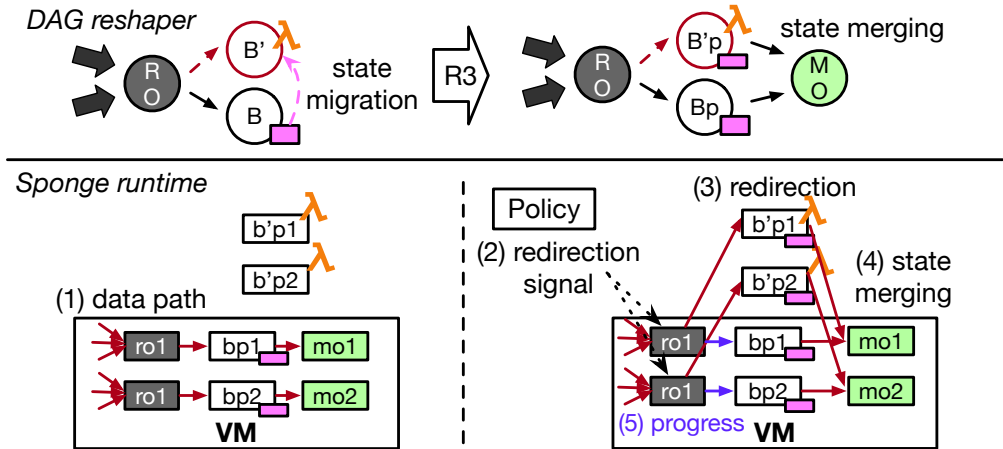 DAG reshaper
R
O
B'
λ
B
state
migration
R3
R
O
B'p
λ
Bp
state merging
M
O
Sponge runtime
b'p1
λ
b'p2
λ
(1) data path
ro1
bp1
mo1
ro1
bp2
mo2
VM
Policy
(2) redirection
signal
(3) redirection
b'p1
λ
b'p2
λ
(4) state
merging
ro1
bp1
mo1
ro1
bp2
mo2
(5) progress
VM